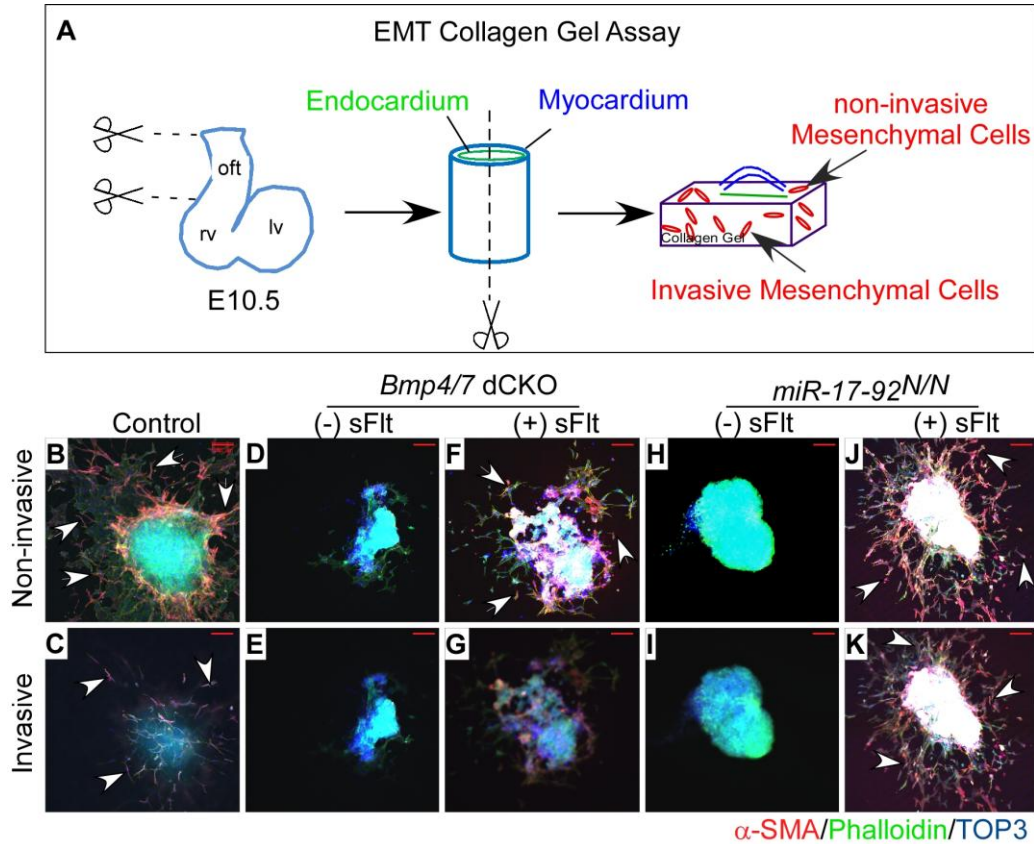 A
EMT Collagen Gel Assay
Endocardium
Myocardium
non-invasive
Mesenchymal Cells
oft
rv
lv
Collagen Gel
E10.5
Invasive Mesenchymal Cells
Bmp4/7 dCKO
miR-17-92N/N
Control
(-) sFlt
(+) sFlt
(-) sFlt
(+) sFlt
Non-invasive
B
D
F
H
J
Invasive
C
E
G
I
K
α-SMA/Phalloidin/TOP3